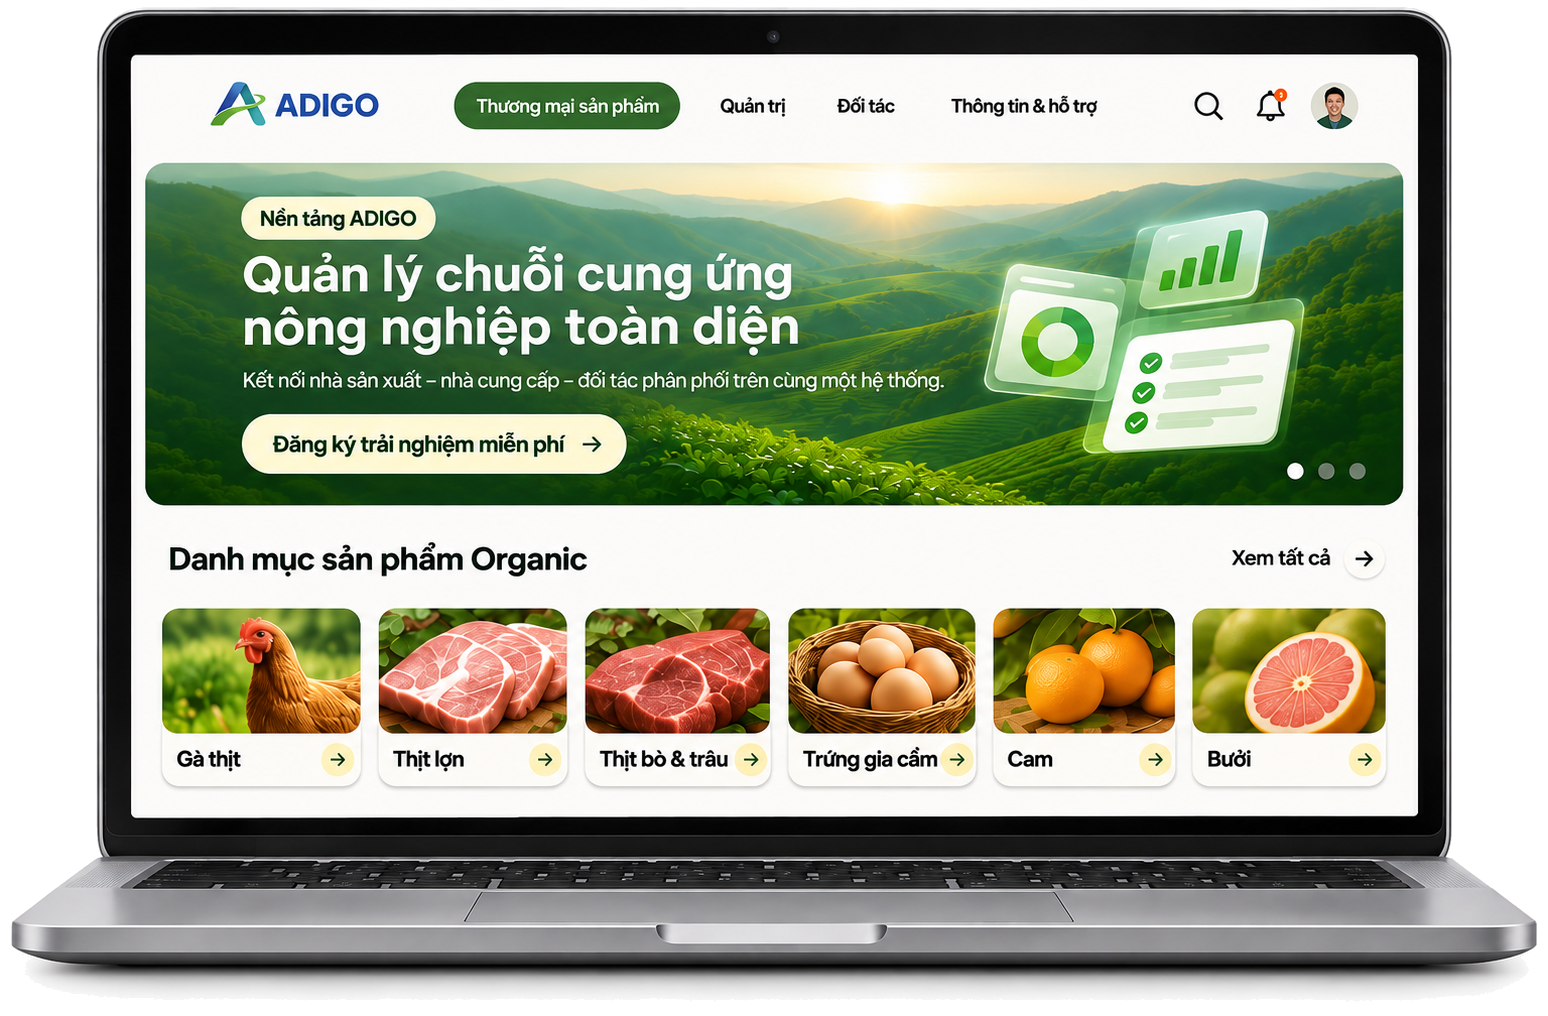 ADIGO
Thương mại sản phẩm
Quản trị
Đối tác
Thông tin & hỗ trợ
Nền tảng ADIGO
Quản lý chuỗi cung ứng
nông nghiệp toàn diện
Kết nối nhà sản xuất – nhà cung cấp – đối tác phân phối trên cùng một hệ thống.
Đăng ký trải nghiệm miễn phí
Danh mục sản phẩm Organic
Xem tất cả
Gà thịt
Thịt lợn
Thịt bò & trâu
Trứng gia cầm
Cam
Bưởi